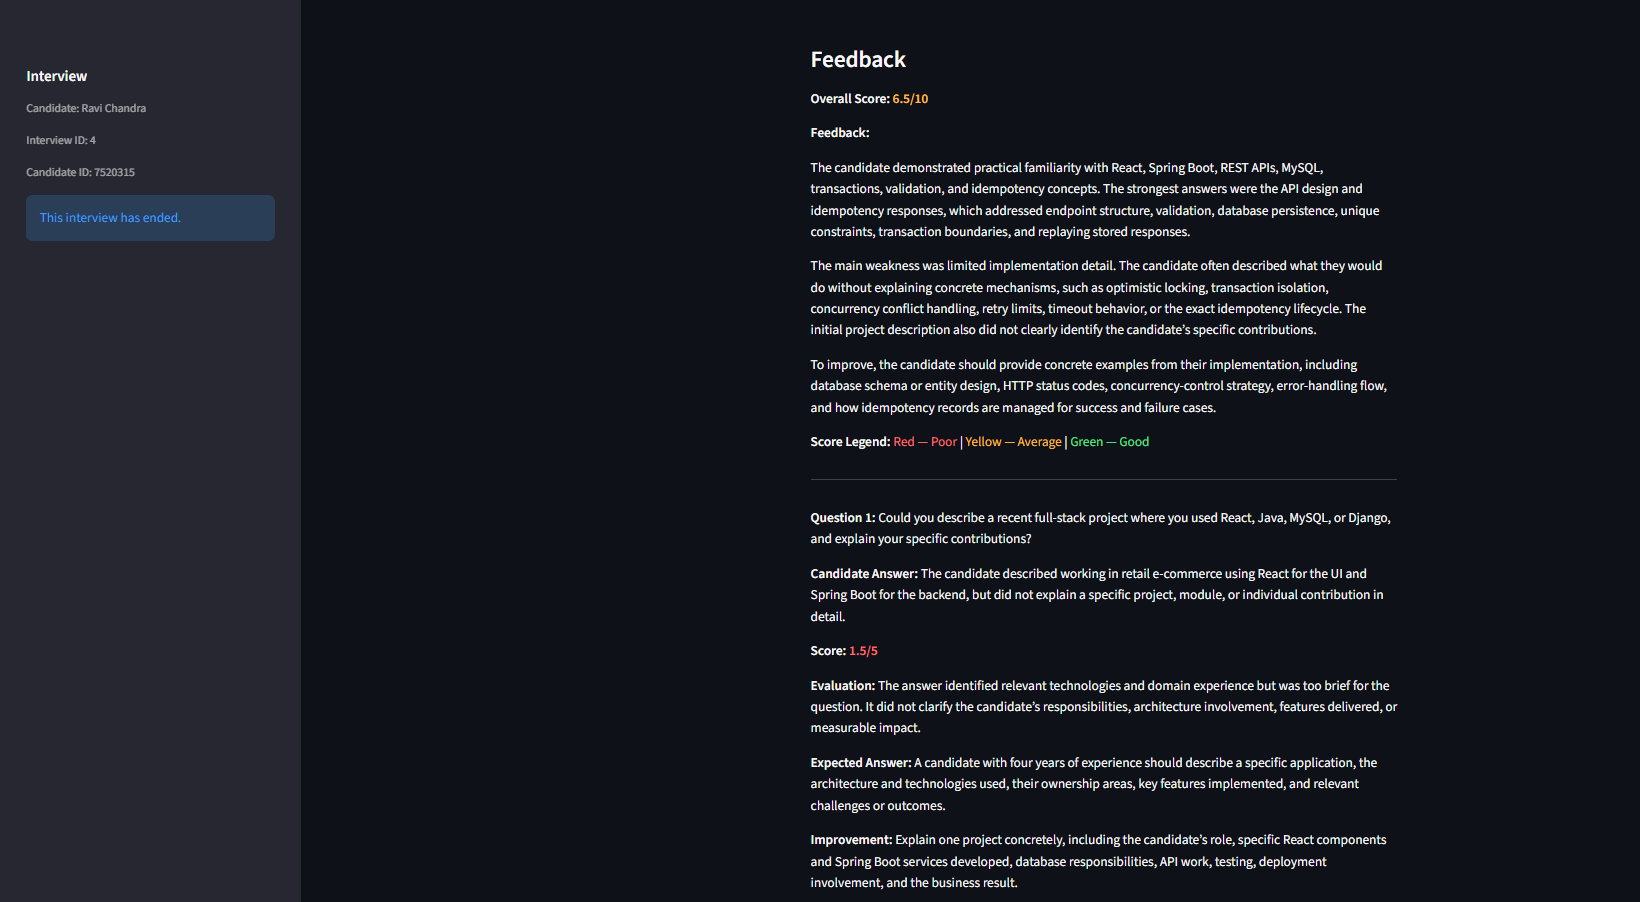 Interview
Candidate: Ravi Chandra
Interview ID: 4
Candidate ID: 7520315
This interview has ended.
Feedback
Overall Score: 6.5/10
Feedback:
The candidate demonstrated practical familiarity with React, Spring Boot, REST APIs, MySQL,
transactions, validation, and idempotency concepts. The strongest answers were the API design and
idempotency responses, which addressed endpoint structure, validation, database persistence, unique
constraints, transaction boundaries, and replaying stored responses.
The main weakness was limited implementation detail. The candidate often described what they would
do without explaining concrete mechanisms, such as optimistic locking, transaction isolation,
concurrency conflict handling, retry limits, timeout behavior, or the exact idempotency lifecycle. The
initial project description also did not clearly identify the candidate’s specific contributions.
To improve, the candidate should provide concrete examples from their implementation, including
database schema or entity design, HTTP status codes, concurrency-control strategy, error-handling flow,
and how idempotency records are managed for success and failure cases.
Score Legend: Red — Poor | Yellow — Average | Green — Good
Question 1: Could you describe a recent full-stack project where you used React, Java, MySQL, or Django,
and explain your specific contributions?
Candidate Answer: The candidate described working in retail e-commerce using React for the UI and
Spring Boot for the backend, but did not explain a specific project, module, or individual contribution in
detail.
Score: 1.5/5
Evaluation: The answer identified relevant technologies and domain experience but was too brief for the
question. It did not clarify the candidate’s responsibilities, architecture involvement, features delivered, or
measurable impact.
Expected Answer: A candidate with four years of experience should describe a specific application, the
architecture and technologies used, their ownership areas, key features implemented, and relevant
challenges or outcomes.
Improvement: Explain one project concretely, including the candidate’s role, specific React components
and Spring Boot services developed, database responsibilities, API work, testing, deployment
involvement, and the business result.